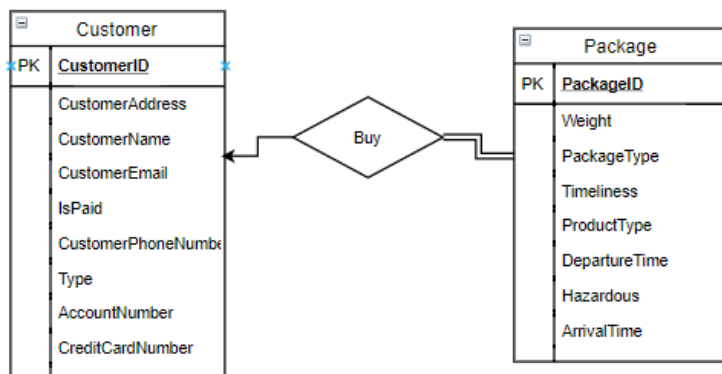 Customer
PK CustomerID
CustomerAddress
CustomerName
CustomerEmail
IsPaid
CustomerPhoneNumbe
Type
AccountNumber
CreditCardNumber
Buy
Package
PK PackageID
Weight
PackageType
Timeliness
ProductType
DepartureTime
Hazardous
ArrivalTime